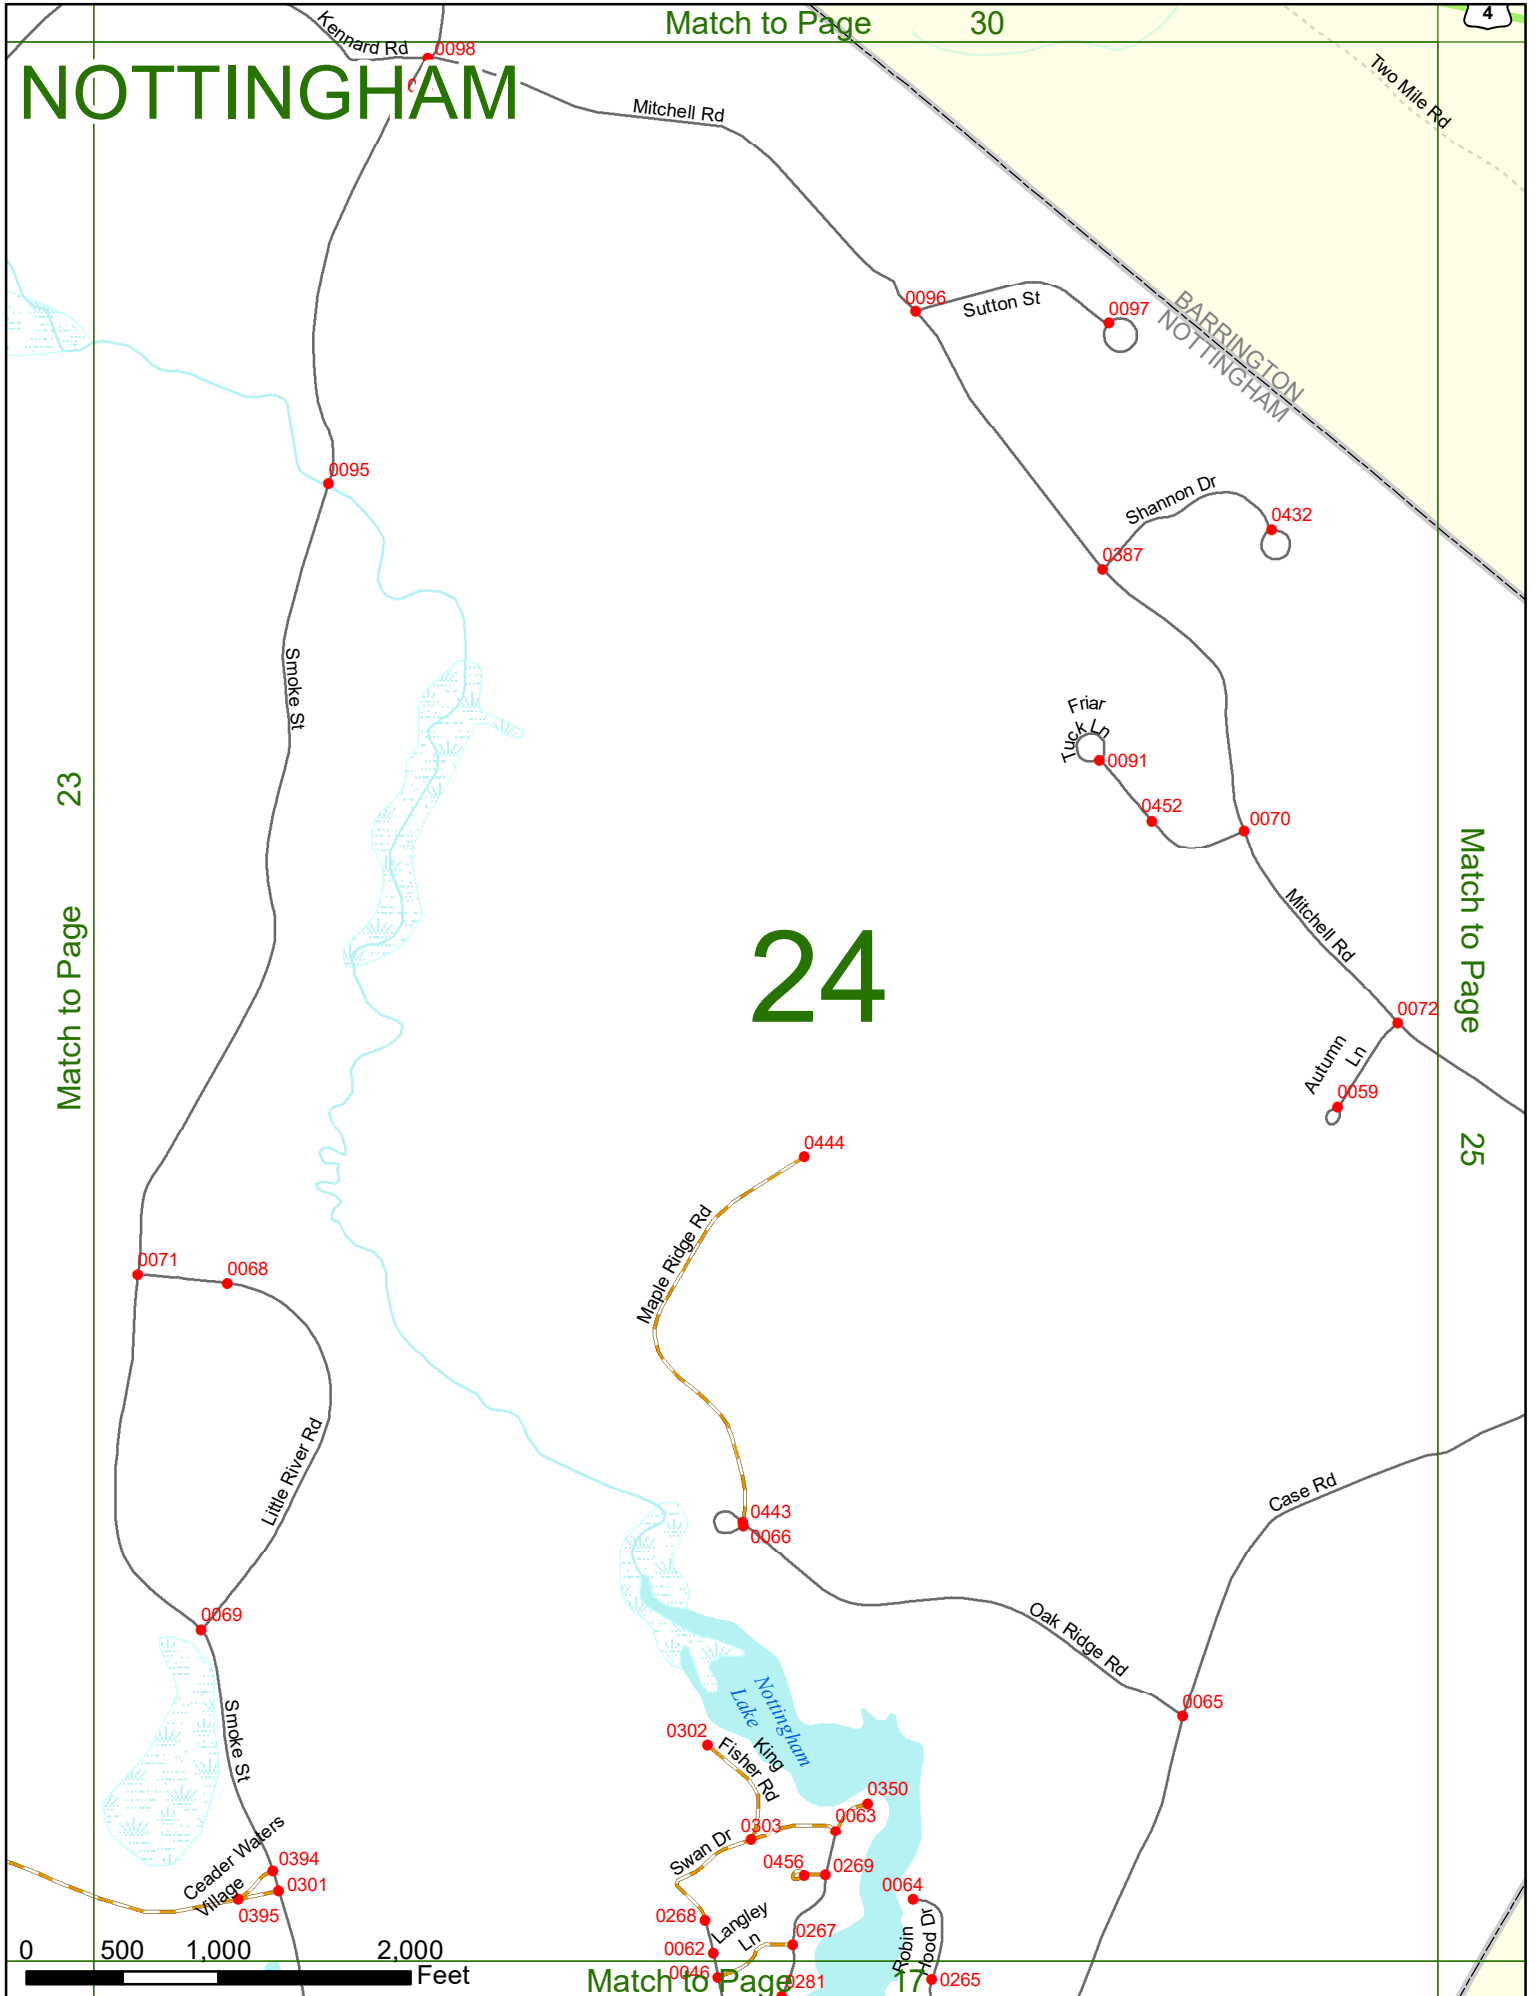 Match to Page 30
4
Kennard Rd
0098
NOTTINGHAM
Mitchell Rd
Two Mile Rd
0096
Sutton St
0097
BARRINGTON
NOTTINGHAM
0095
Shannon Dr
0432
0387
Smoke St
Friar
Tuck Ln
0091
0452
0070
23
Match to Page
Match to Page
25
24
Mitchell Rd
0072
Autumn
Ln
0059
0444
Maple Ridge Rd
0071
0068
Little River Rd
Case Rd
0443
0066
0069
Oak Ridge Rd
0065
Smoke St
Nottingham
Lake
0302
King
Fisher Rd
0350
0063
0303
Swan Dr
0456
0269
0064
Ceader Waters
Village
0394
0301
0395
0268
Langley
Ln
0267
Robin
Hood Dr
0062
0046
0281
0265
0 500 1,000 2,000
Feet
Match to Page 17